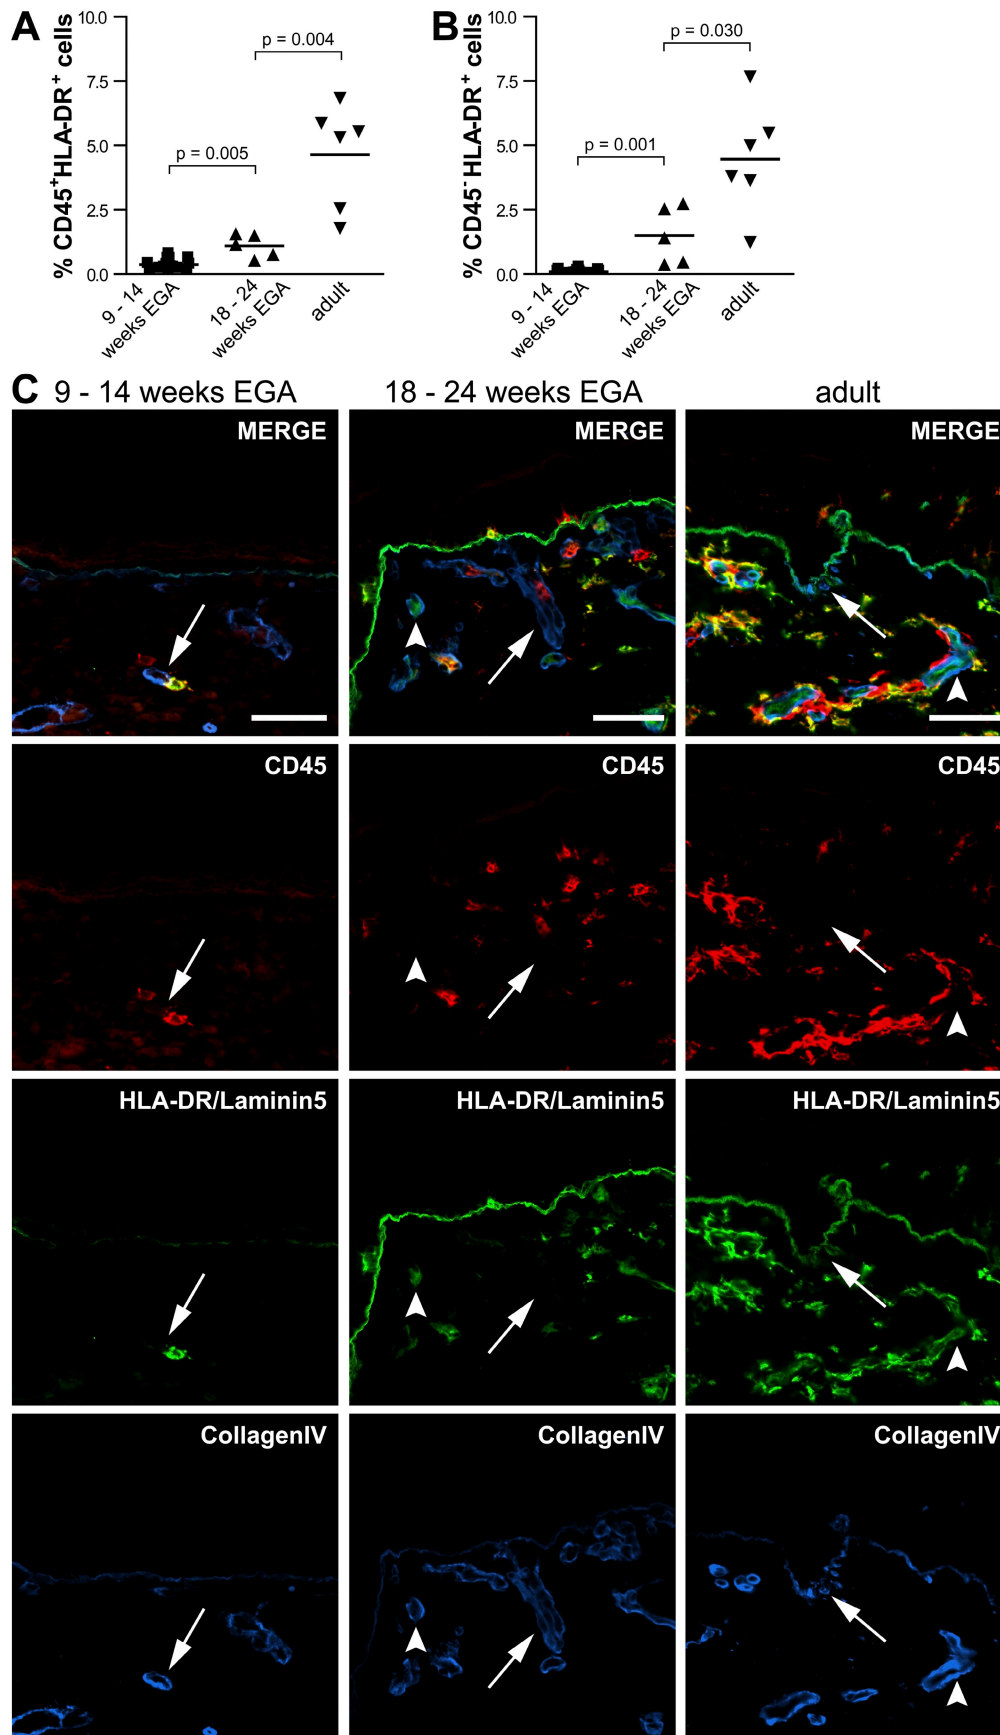 A
% CD45+HLA-DR+ cells
10.0
7.5
5.0
2.5
0.0
p = 0.004
p = 0.005
9 - 14
weeks EGA
18 - 24
weeks EGA
adult
B
% CD45-HLA-DR+ cells
10.0
7.5
5.0
2.5
0.0
p = 0.030
p = 0.001
9 - 14
weeks EGA
18 - 24
weeks EGA
adult
C
9 - 14 weeks EGA
18 - 24 weeks EGA
adult
MERGE
MERGE
MERGE
CD45
CD45
CD45
HLA-DR/Laminin5
HLA-DR/Laminin5
HLA-DR/Laminin5
CollagenIV
CollagenIV
CollagenIV